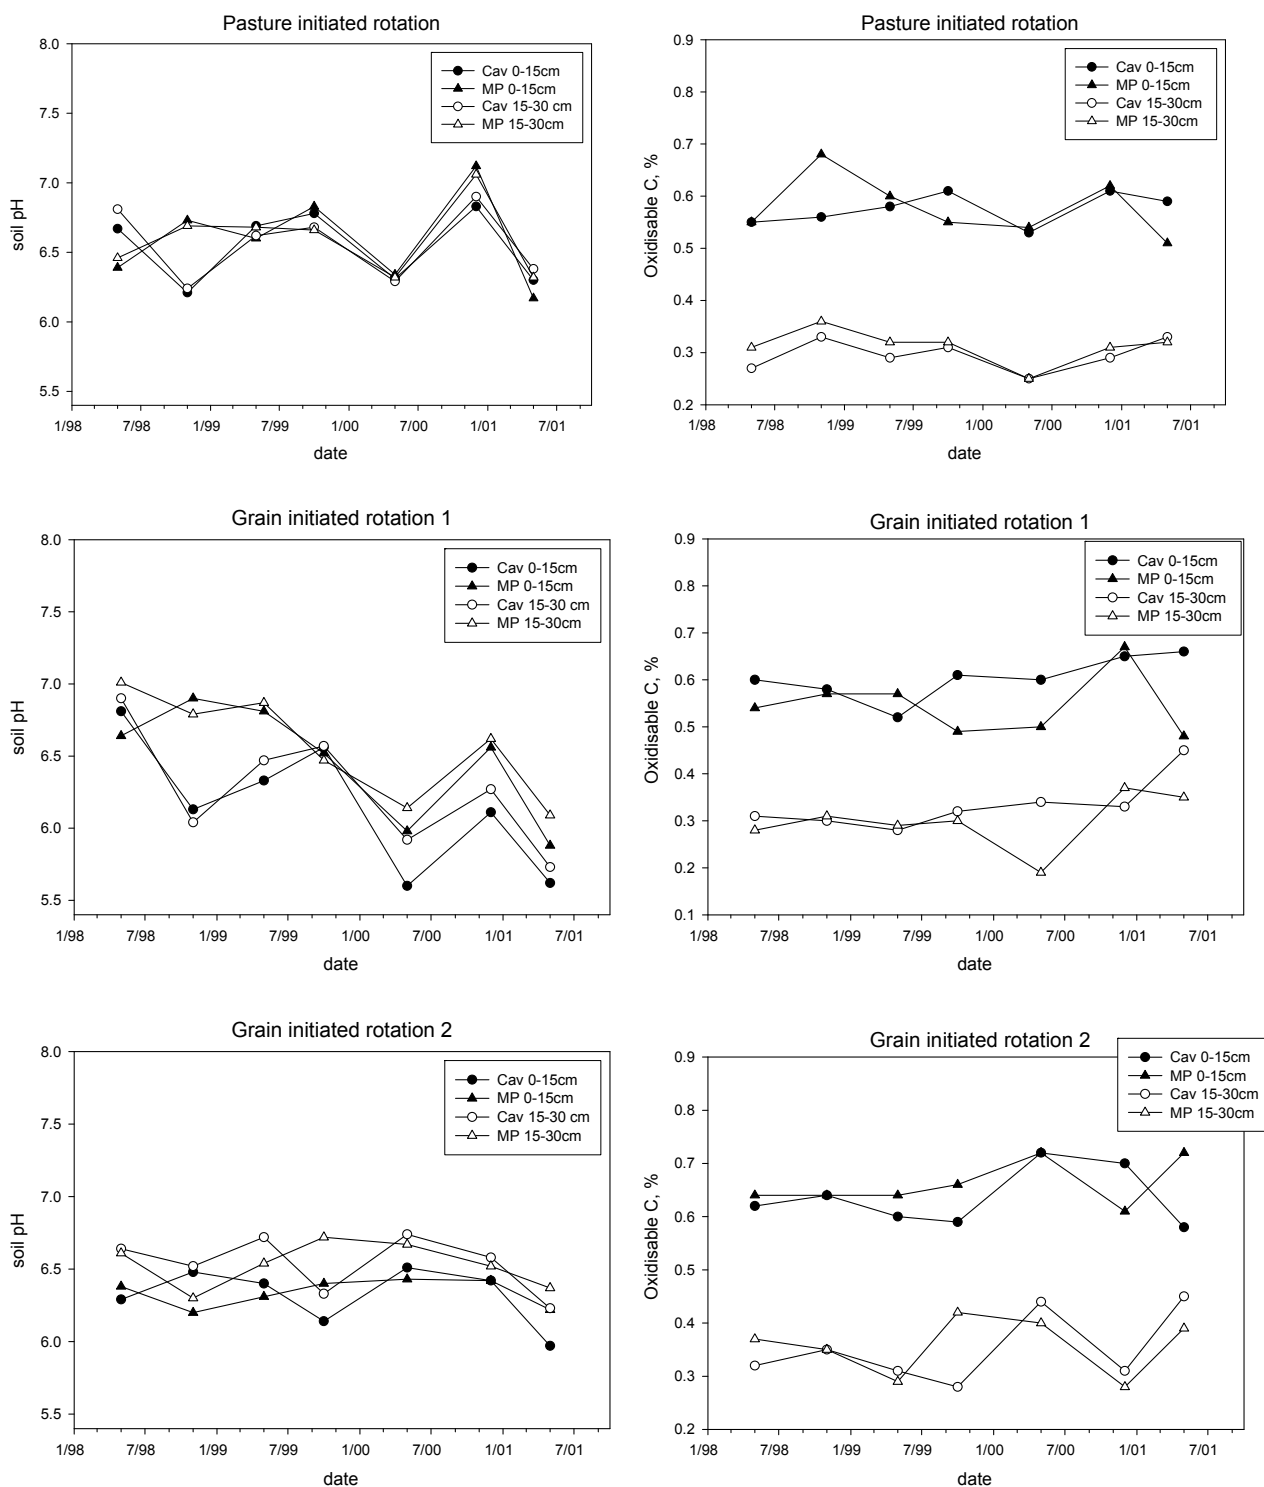 Pasture initiated rotation
8.0
7.5
7.0
6.5
6.0
5.5
soil pH
Cav 0-15cm
MP 0-15cm
Cav 15-30 cm
MP 15-30cm
1/98 7/98 1/99 7/99 1/00 7/00 1/01 7/01
date
Pasture initiated rotation
0.9
0.8
0.7
0.6
0.5
0.4
0.3
0.2
Oxidisable C, %
Cav 0-15cm
MP 0-15cm
Cav 15-30cm
MP 15-30cm
1/98 7/98 1/99 7/99 1/00 7/00 1/01 7/01
date
Grain initiated rotation 1
8.0
7.5
7.0
6.5
6.0
5.5
soil pH
Cav 0-15cm
MP 0-15cm
Cav 15-30 cm
MP 15-30cm
1/98 7/98 1/99 7/99 1/00 7/00 1/01 7/01
date
Grain initiated rotation 1
0.9
0.8
0.7
0.6
0.5
0.4
0.3
0.2
0.1
Oxidisable C, %
Cav 0-15cm
MP 0-15cm
Cav 15-30cm
MP 15-30cm
1/98 7/98 1/99 7/99 1/00 7/00 1/01 7/01
date
Grain initiated rotation 2
8.0
7.5
7.0
6.5
6.0
5.5
soil pH
Cav 0-15cm
MP 0-15cm
Cav 15-30 cm
MP 15-30cm
1/98 7/98 1/99 7/99 1/00 7/00 1/01 7/01
date
Grain initiated rotation 2
0.9
0.8
0.7
0.6
0.5
0.4
0.3
0.2
Oxidisable C, %
Cav 0-15cm
MP 0-15cm
Cav 15-30cm
MP 15-30cm
1/98 7/98 1/99 7/99 1/00 7/00 1/01 7/01
date